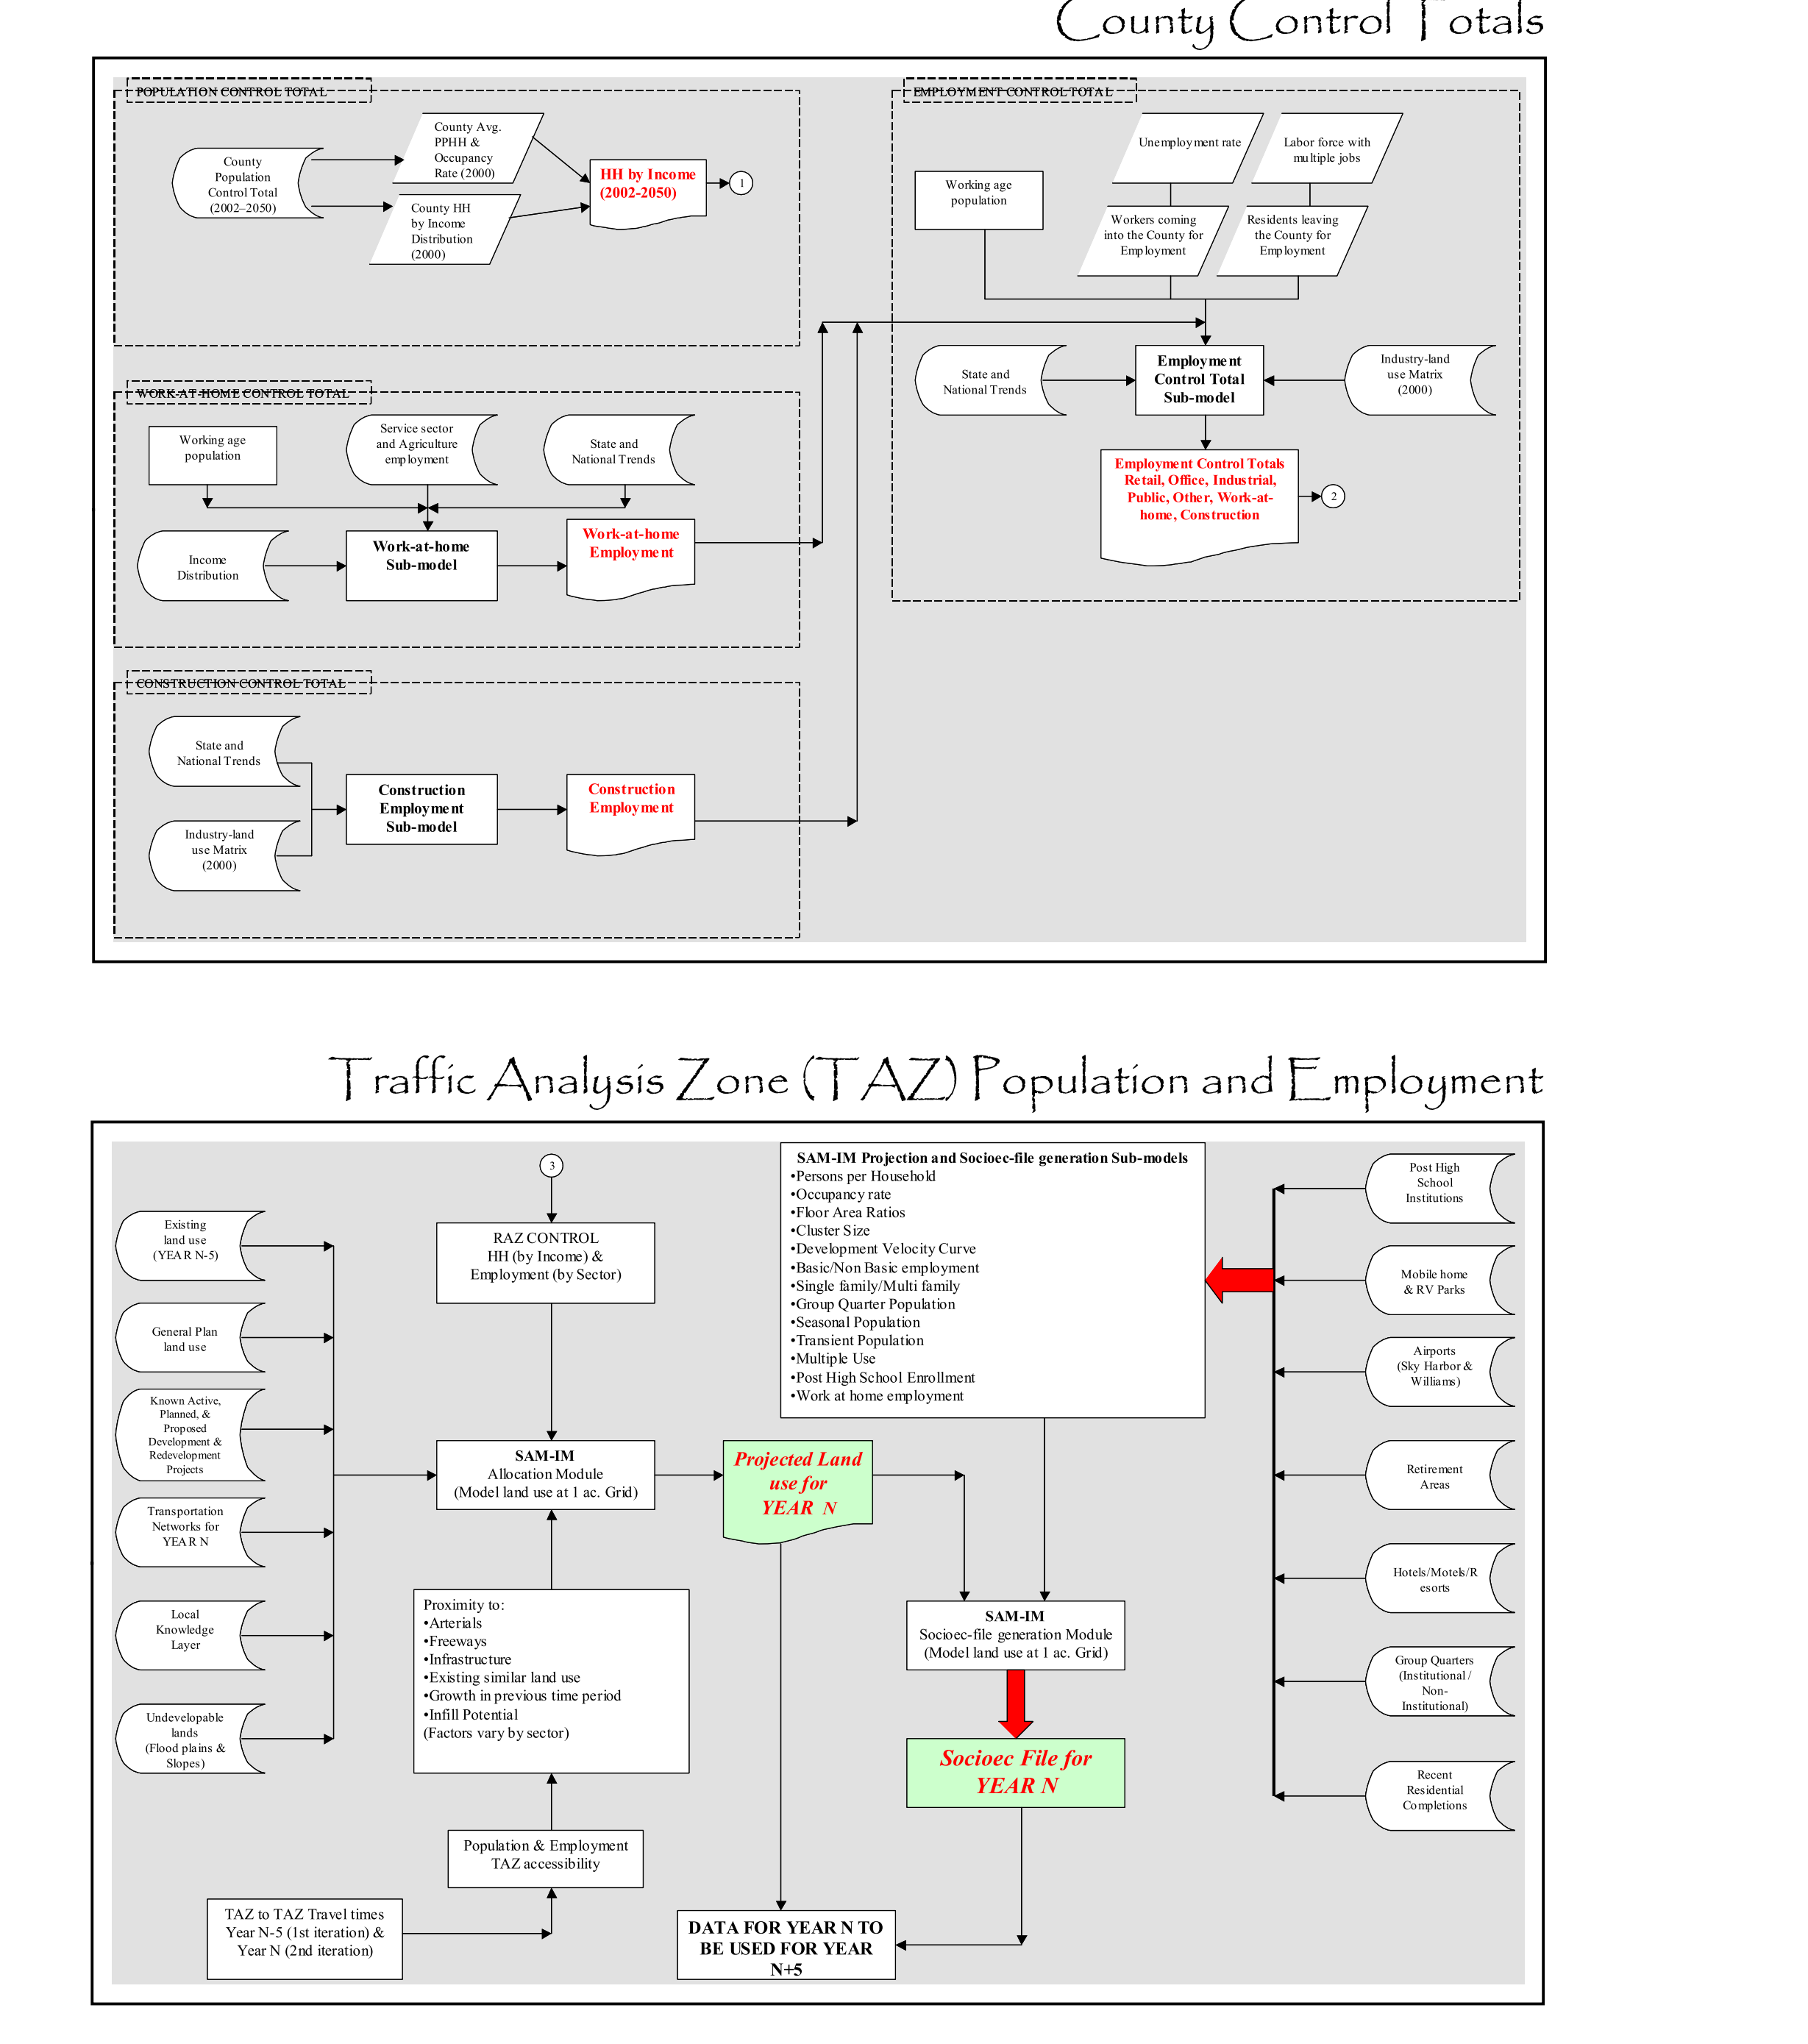 County Control Totals
POPULATION CONTROL TOTAL
County
Population
Control Total
(2002–2050)
County Avg.
PPHH &
Occupancy
Rate (2000)
County HH
by Income
Distribution
(2000)
HH by Income
(2002-2050)
1
EMPLOYMENT CONTROL TOTAL
Unemployment rate
Labor force with
multiple jobs
Working age
population
Workers coming
into the County for
Employment
Residents leaving
the County for
Employment
State and
National Trends
Employment
Control Total
Sub-model
Industry-land
use Matrix
(2000)
Employment Control Totals
Retail, Office, Industrial,
Public, Other, Work-at-
home, Construction
2
WORK-AT-HOME CONTROL TOTAL
Working age
population
Service sector
and Agriculture
employment
State and
National Trends
Income
Distribution
Work-at-home
Sub-model
Work-at-home
Employment
CONSTRUCTION CONTROL TOTAL
State and
National Trends
Industry-land
use Matrix
(2000)
Construction
Employment
Sub-model
Construction
Employment
Traffic Analysis Zone (TAZ) Population and Employment
3
Existing
land use
(YEAR N-5)
General Plan
land use
Known Active,
Planned, &
Proposed
Development &
Redevelopment
Projects
Transportation
Networks for
YEAR N
Local
Knowledge
Layer
Undevelopable
lands
(Flood plains &
Slopes)
RAZ CONTROL
HH (by Income) &
Employment (by Sector)
SAM-IM
Allocation Module
(Model land use at 1 ac. Grid)
Proximity to:
•Arterials
•Freeways
•Infrastructure
•Existing similar land use
•Growth in previous time period
•Infill Potential
(Factors vary by sector)
Population & Employment
TAZ accessibility
TAZ to TAZ Travel times
Year N-5 (1st iteration) &
Year N (2nd iteration)
SAM-IM Projection and Socioec-file generation Sub-models
•Persons per Household
•Occupancy rate
•Floor Area Ratios
•Cluster Size
•Development Velocity Curve
•Basic/Non Basic employment
•Single family/Multi family
•Group Quarter Population
•Seasonal Population
•Transient Population
•Multiple Use
•Post High School Enrollment
•Work at home employment
Projected Land
use for
YEAR N
SAM-IM
Socioec-file generation Module
(Model land use at 1 ac. Grid)
Socioec File for
YEAR N
DATA FOR YEAR N TO
BE USED FOR YEAR
N+5
Post High
School
Institutions
Mobile home
& RV Parks
Airports
(Sky Harbor &
Williams)
Retirement
Areas
Hotels/Motels/R
esorts
Group Quarters
(Institutional /
Non-
Institutional)
Recent
Residential
Completions